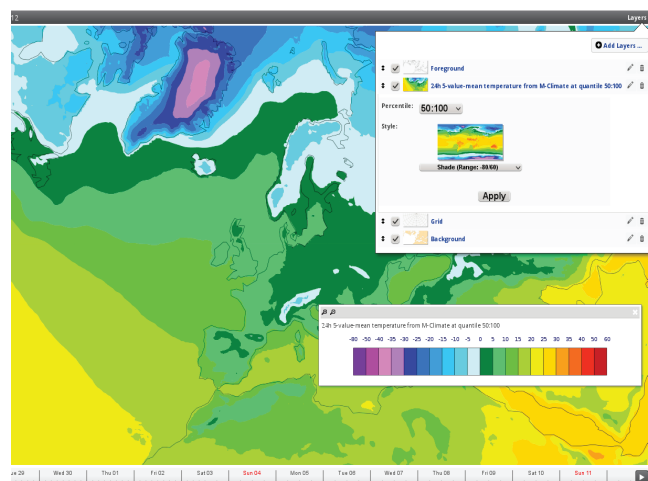 12
Layers
Add Layers ...
Foreground
24h 5-value-mean temperature from M-Climate at quantile 50:100
Percentile: 50:100
Style:
Shade (Range: -80/60)
Apply
Grid
Background
24h 5-value-mean temperature from M-Climate at quantile 50:100
-80 -50 -40 -35 -30 -25 -20 -15 -10 -5 0 5 10 15 20 25 30 35 40 50 60
ue 29 Wed 30 Thu 01 Fri 02 Sat 03 Sun 04 Mon 05 Tue 06 Wed 07 Thu 08 Fri 09 Sat 10 Sun 11